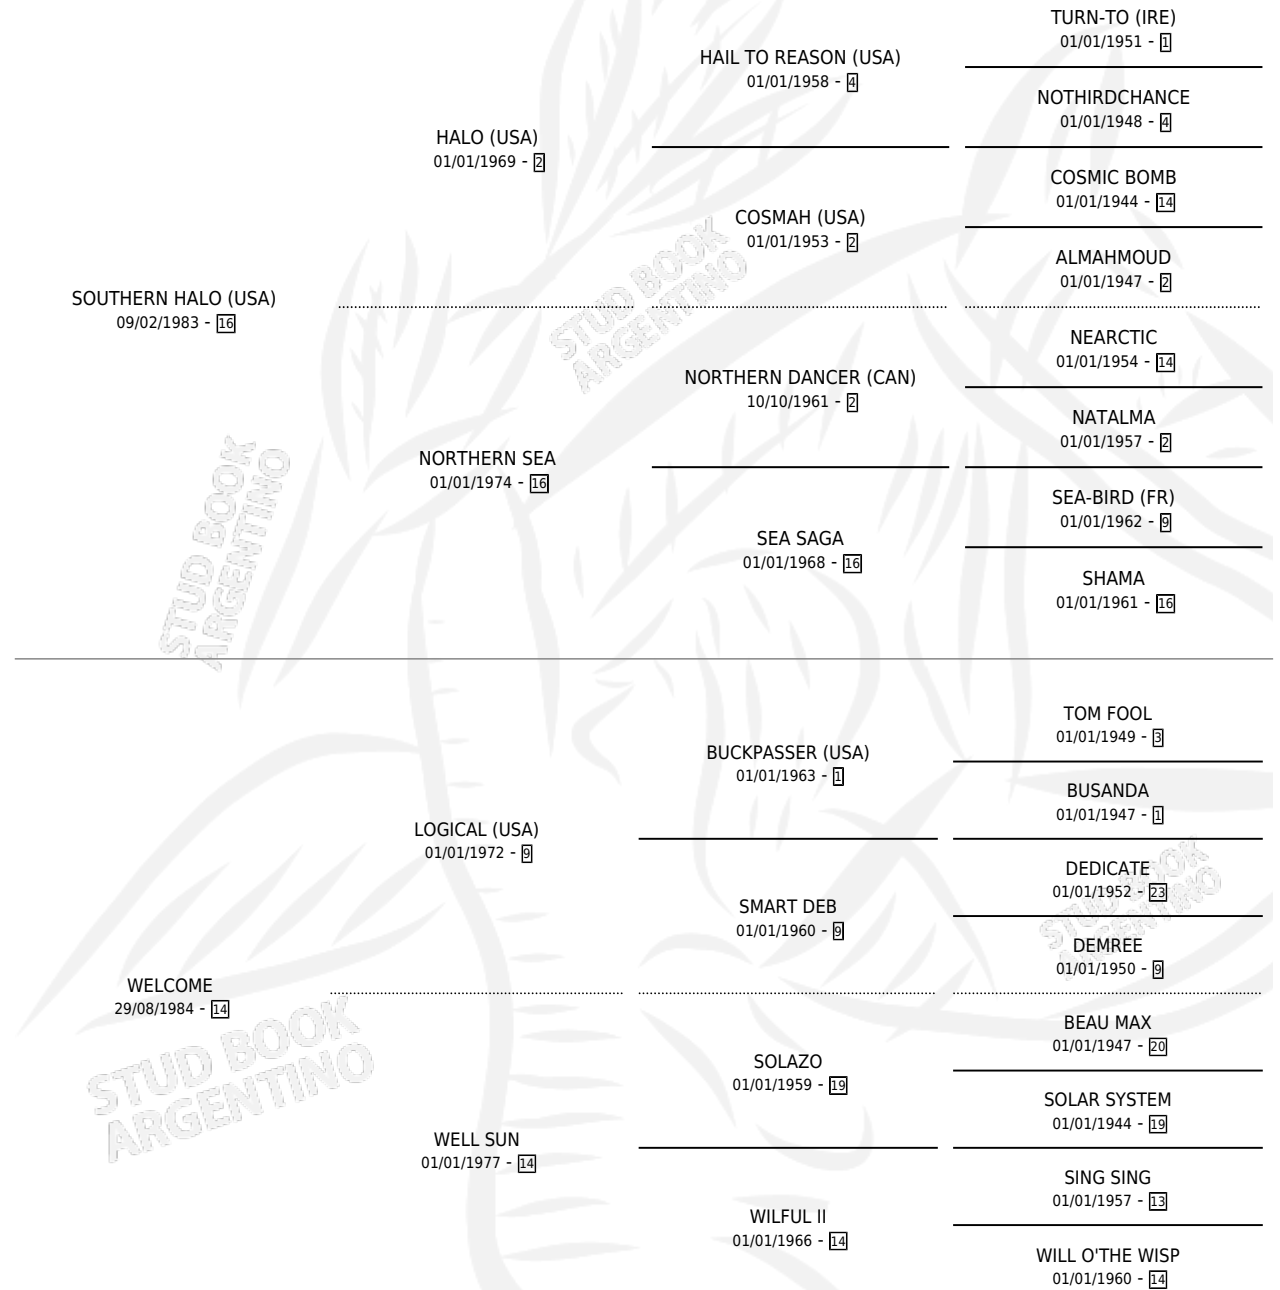 TURN-TO (IRE)
01/01/1951 - 1
HAIL TO REASON (USA)
01/01/1958 - 4
NOTHIRDCHANCE
01/01/1948 - 4
HALO (USA)
01/01/1969 - 2
COSMIC BOMB
01/01/1944 - 14
COSMAH (USA)
01/01/1953 - 2
ALMAHMOUD
01/01/1947 - 2
SOUTHERN HALO (USA)
09/02/1983 - 16
NEARCTIC
01/01/1954 - 14
NORTHERN DANCER (CAN)
10/10/1961 - 2
NATALMA
01/01/1957 - 2
NORTHERN SEA
01/01/1974 - 16
SEA-BIRD (FR)
01/01/1962 - 9
SEA SAGA
01/01/1968 - 16
SHAMA
01/01/1961 - 16
TOM FOOL
01/01/1949 - 3
BUCKPASSER (USA)
01/01/1963 - 1
BUSANDA
01/01/1947 - 1
LOGICAL (USA)
01/01/1972 - 9
DEDICATE
01/01/1952 - 23
SMART DEB
01/01/1960 - 9
DEMREE
01/01/1950 - 9
WELCOME
29/08/1984 - 14
BEAU MAX
01/01/1947 - 20
SOLAZO
01/01/1959 - 19
SOLAR SYSTEM
01/01/1944 - 19
WELL SUN
01/01/1977 - 14
SING SING
01/01/1957 - 13
WILFUL II
01/01/1966 - 14
WILL O'THE WISP
01/01/1960 - 14
STUD BOOK
ARGENTINO
STUD BOOK
ARGENTINO
STUD BOOK
ARGENTINO
STUD BOOK
ARGENTINO